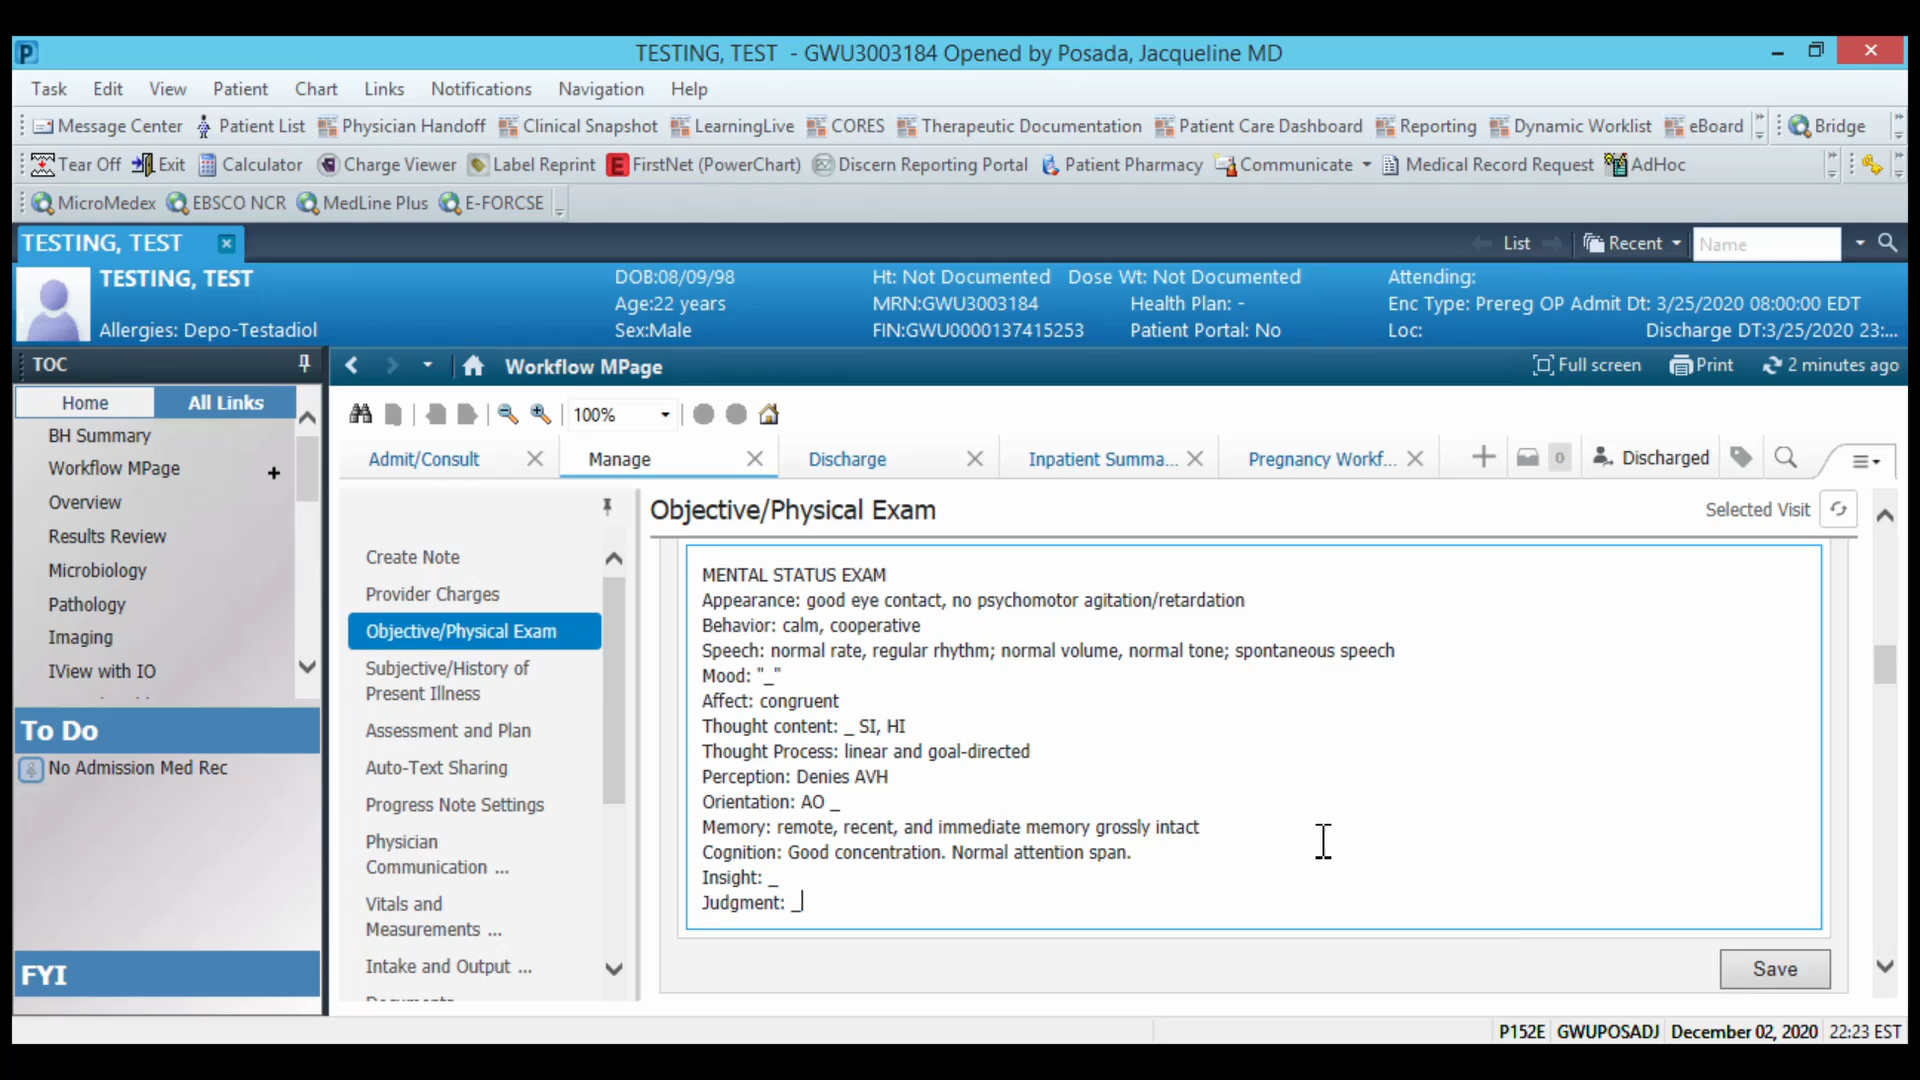 TESTING, TEST - GWU3003184 Opened by Posada, Jacqueline MD
Task Edit View Patient Chart Links Notifications Navigation Help
Message Center Patient List Physician Handoff Clinical Snapshot LearningLive CORES Therapeutic Documentation Patient Care Dashboard Reporting Dynamic Worklist eBoard Bridge
Tear Off Exit Calculator Charge Viewer Label Reprint FirstNet (PowerChart) Discern Reporting Portal Patient Pharmacy Communicate Medical Record Request AdHoc
MicroMedex EBSCO NCR MedLine Plus E-FORCSE
TESTING, TEST List Recent Name
TESTING, TEST DOB:08/09/98 Ht: Not Documented Dose Wt: Not Documented Attending:
Age:22 years MRN:GWU3003184 Health Plan: - Enc Type: Prereg OP Admit Dt: 3/25/2020 08:00:00 EDT
Allergies: Depo-Testadiol Sex:Male FIN:GWU0000137415253 Patient Portal: No Loc: Discharge DT:3/25/2020 23:...
TOC Workflow MPage Full screen Print 2 minutes ago
Home All Links
100%
BH Summary
Workflow MPage
Overview
Results Review
Microbiology
Pathology
Imaging
IView with IO
To Do
No Admission Med Rec
FYI
Admit/Consult Manage Discharge Inpatient Summa... Pregnancy Workf... 0 Discharged
Create Note
Provider Charges
Objective/Physical Exam
Subjective/History of
Present Illness
Assessment and Plan
Auto-Text Sharing
Progress Note Settings
Physician
Communication ...
Vitals and
Measurements ...
Intake and Output ...
Objective/Physical Exam Selected Visit
MENTAL STATUS EXAM
Appearance: good eye contact, no psychomotor agitation/retardation
Behavior: calm, cooperative
Speech: normal rate, regular rhythm; normal volume, normal tone; spontaneous speech
Mood: "_"
Affect: congruent
Thought content: _ SI, HI
Thought Process: linear and goal-directed
Perception: Denies AVH
Orientation: AO _
Memory: remote, recent, and immediate memory grossly intact
Cognition: Good concentration. Normal attention span.
Insight: _
Judgment: _
Save
P152E GWUPOSADJ December 02, 2020 22:23 EST